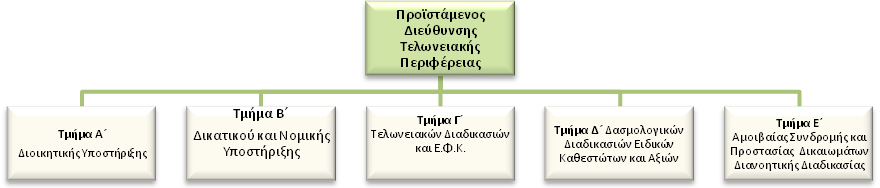 Προϊστάμενος
Διεύθυνσης
Τελωνειακής
Περιφέρειας
Τμήμα Α΄
Διοικητικής Υποστήριξης
Τμήμα Β΄
Δικατικού και Νομικής
Υποστήριξης
Τμήμα Γ΄
Τελωνειακών Διαδικασιών
και Ε.Φ.Κ.
Τμήμα Δ΄ Δασμολογικών
Διαδικασιών Ειδικών
Καθεστώτων και Αξιών
Τμήμα Ε΄
Αμοιβαίας Συνδρομής και
Προστασίας Δικαιωμάτων
Διανοητικής Διαδικασίας